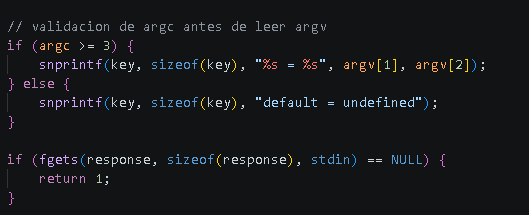 // validacion de argc antes de leer argv
if (argc >= 3) {
    snprintf(key, sizeof(key), "%s = %s", argv[1], argv[2]);
} else {
    snprintf(key, sizeof(key), "default = undefined");
}

if (fgets(response, sizeof(response), stdin) == NULL) {
    return 1;
}